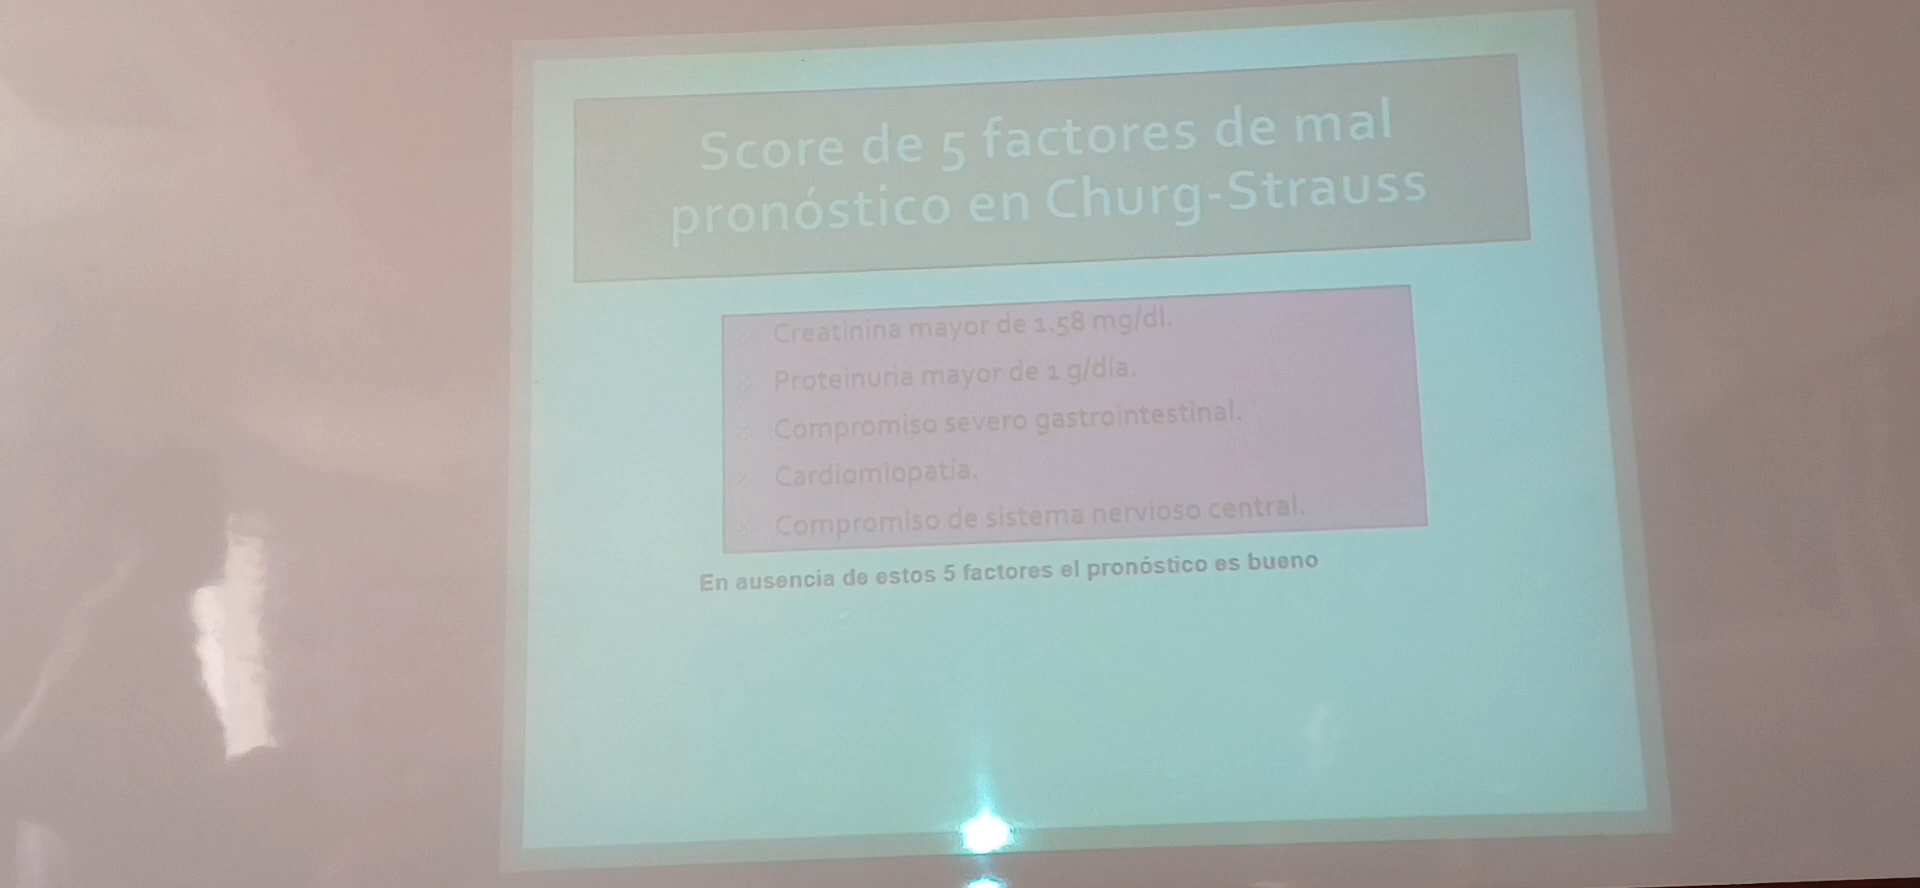 Score de 5 factores de mal
pronóstico en Churg-Strauss
Creatinina mayor de 1.58 mg/dl.
Proteinuria mayor de 1 g/día.
Compromiso severo gastrointestinal.
Cardiomiopatía.
Compromiso de sistema nervioso central.
En ausencia de estos 5 factores el pronóstico es bueno